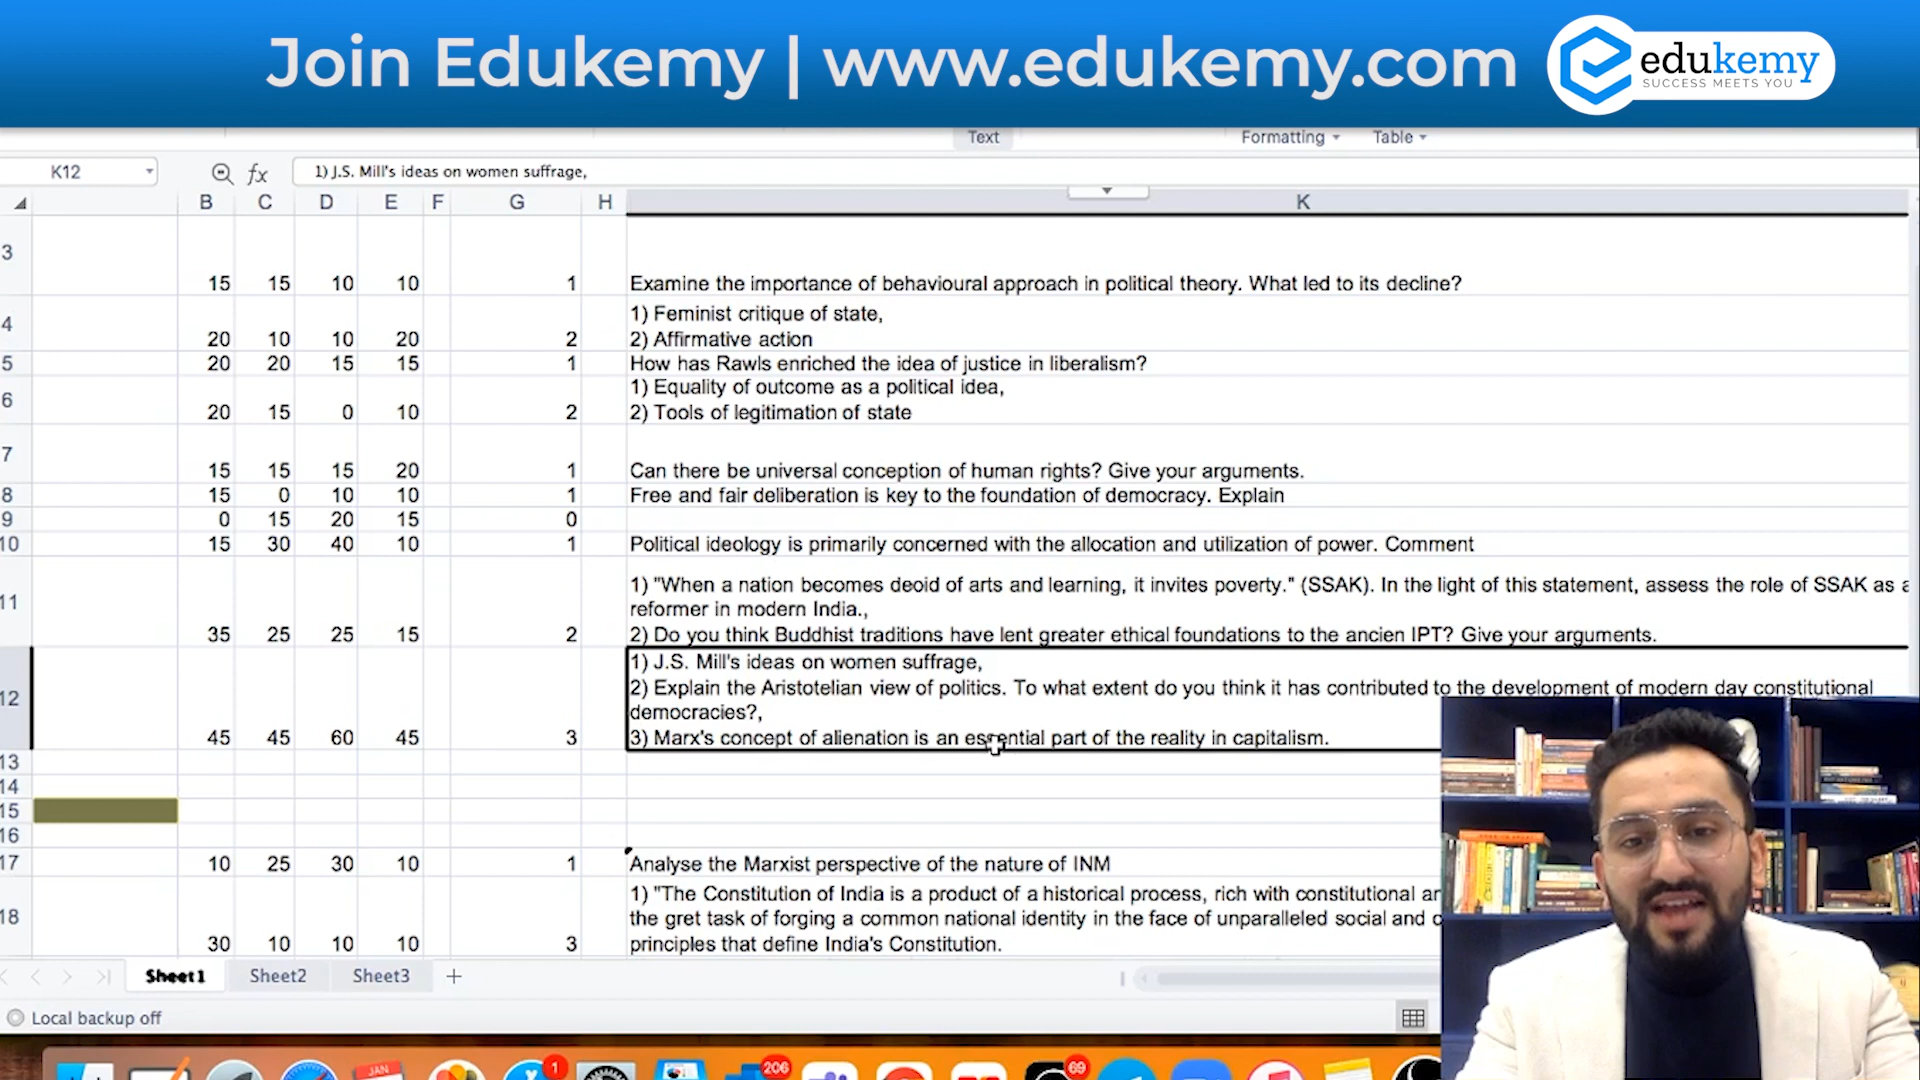 Join Edukemy | www.edukemy.com
edukemy
SUCCESS MEETS YOU
Text
Formatting
Table
K12
fx
1) J.S. Mill's ideas on women suffrage,
B C D E F G H K
3
15 15 10 10 1 Examine the importance of behavioural approach in political theory. What led to its decline?
4
1) Feminist critique of state,
20 10 10 20 2 2) Affirmative action
5 20 20 15 15 1 How has Rawls enriched the idea of justice in liberalism?
6
1) Equality of outcome as a political idea,
20 15 0 10 2 2) Tools of legitimation of state
7
15 15 15 20 1 Can there be universal conception of human rights? Give your arguments.
8 15 0 10 10 1 Free and fair deliberation is key to the foundation of democracy. Explain
9 0 15 20 15 0
10 15 30 40 10 1 Political ideology is primarily concerned with the allocation and utilization of power. Comment
11
1) "When a nation becomes deoid of arts and learning, it invites poverty." (SSAK). In the light of this statement, assess the role of SSAK as a
reformer in modern India.,
35 25 25 15 2 2) Do you think Buddhist traditions have lent greater ethical foundations to the ancien IPT? Give your arguments.
12
1) J.S. Mill's ideas on women suffrage,
2) Explain the Aristotelian view of politics. To what extent do you think it has contributed to the development of modern day constitutional
democracies?,
45 45 60 45 3 3) Marx's concept of alienation is an essential part of the reality in capitalism.
13
14
15
16
17 10 25 30 10 1 Analyse the Marxist perspective of the nature of INM
18
1) "The Constitution of India is a product of a historical process, rich with constitutional
the gret task of forging a common national identity in the face of unparalleled social and
30 10 10 10 3 principles that define India's Constitution.
Sheet1 Sheet2 Sheet3 +
Local backup off
JAN
1
206
69